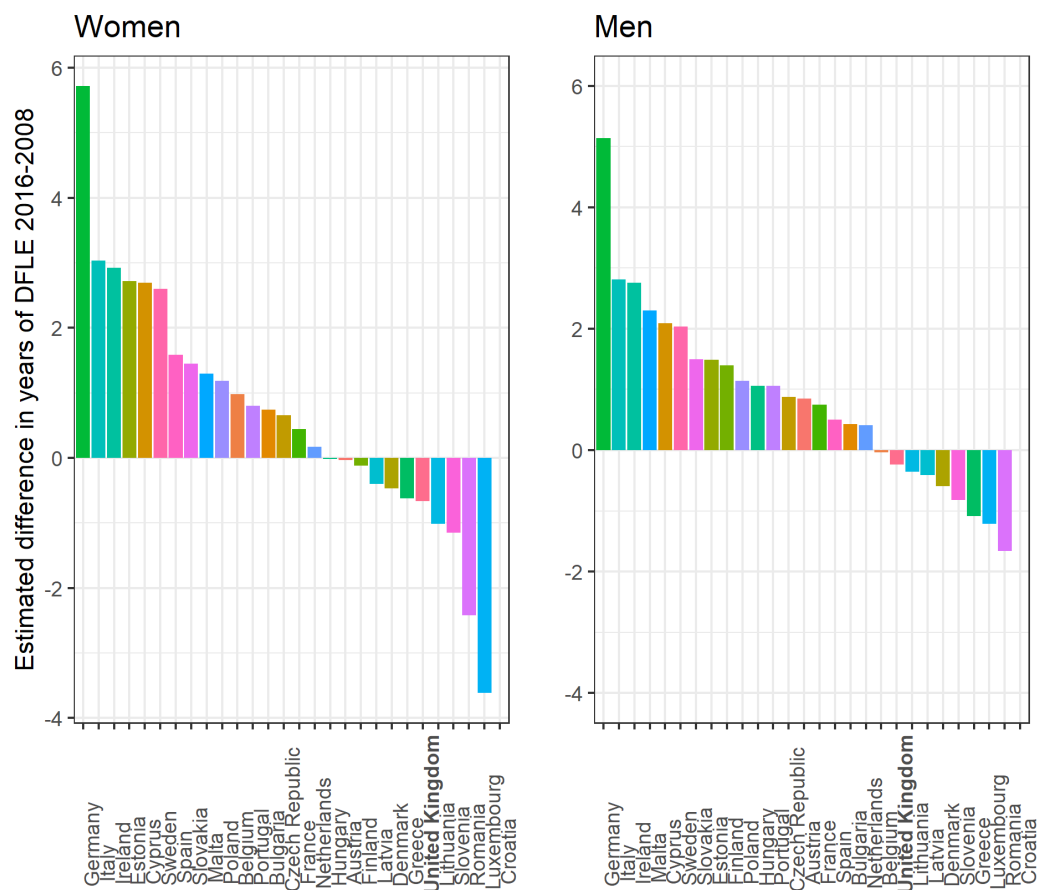 Women
Estimated difference in years of DFLE 2016-2008
6
4
2
0
-2
-4
Germany
Italy
Ireland
Estonia
Cyprus
Sweden
Spain
Slovakia
Malta
Poland
Belgium
Portugal
Bulgaria
Czech Republic
France
Netherlands
Hungary
Austria
Finland
Latvia
Denmark
Greece
United Kingdom
Lithuania
Slovenia
Romania
Luxembourg
Croatia
Men
6
4
2
0
-2
-4
Germany
Italy
Ireland
Malta
Cyprus
Sweden
Slovakia
Estonia
Finland
Poland
Hungary
Portugal
Czech Republic
Austria
France
Spain
Bulgaria
Netherlands
Belgium
United Kingdom
Lithuania
Latvia
Denmark
Slovenia
Greece
Luxembourg
Romania
Croatia